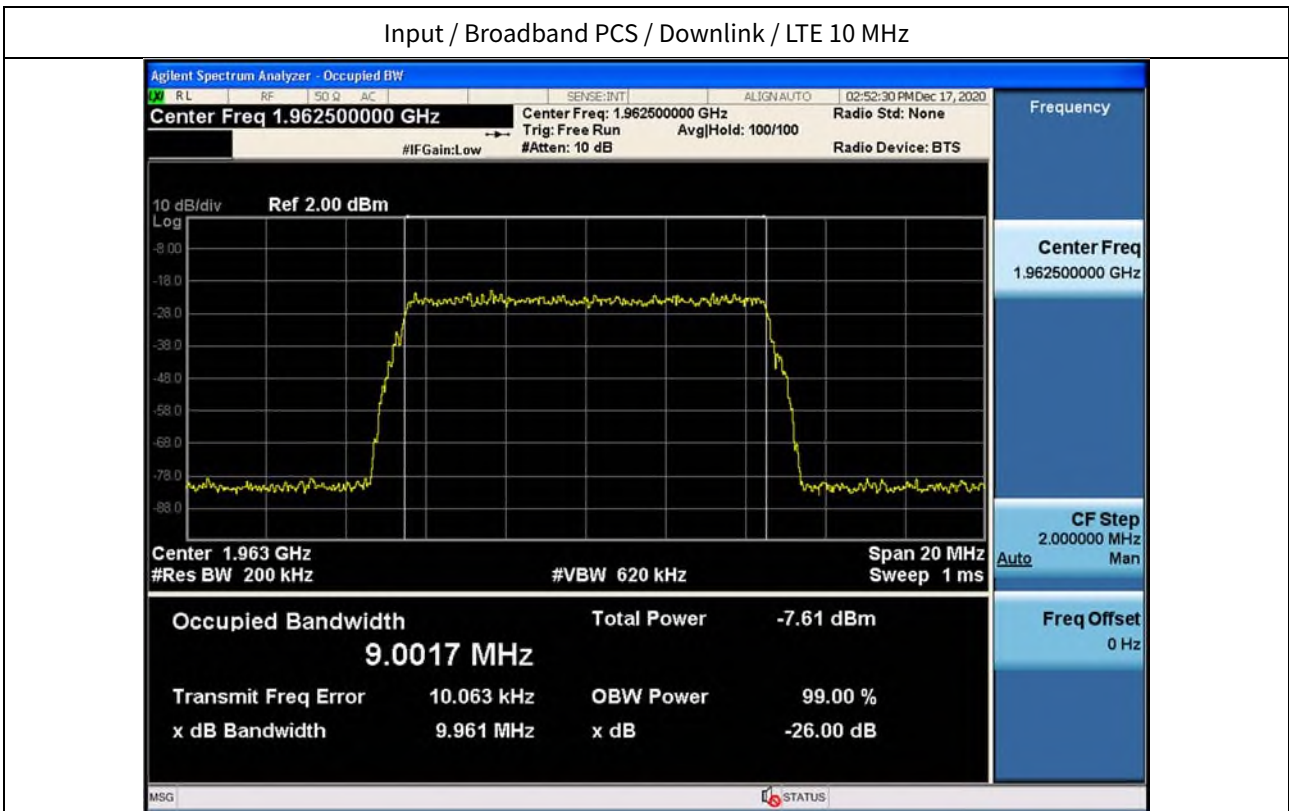 Input / Broadband PCS / Downlink / LTE 10 MHz
Agilent Spectrum Analyzer - Occupied BW
LXI RL RF 50 Ω AC SENSE:INT ALIGN AUTO 02:52:30 PM Dec 17, 2020
Center Freq 1.962500000 GHz
Center Freq: 1.962500000 GHz
Radio Std: None
Trig: Free Run Avg|Hold: 100/100
#IFGain:Low #Atten: 10 dB Radio Device: BTS
Frequency
10 dB/div Ref 2.00 dBm
Log
-8.00
-18.0
-28.0
-38.0
-48.0
-58.0
-68.0
-78.0
-88.0
Center 1.963 GHz Span 20 MHz
#Res BW 200 kHz #VBW 620 kHz Sweep 1 ms
Center Freq
1.962500000 GHz
CF Step
2.000000 MHz
Auto Man
Freq Offset
0 Hz
Occupied Bandwidth Total Power -7.61 dBm
9.0017 MHz
Transmit Freq Error 10.063 kHz OBW Power 99.00 %
x dB Bandwidth 9.961 MHz x dB -26.00 dB
MSG STATUS